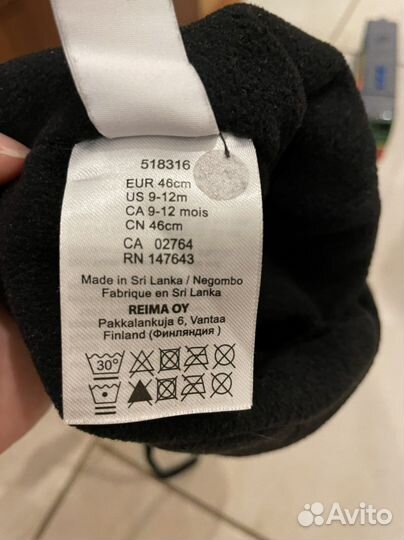 518316
EUR 46cm
US 9-12m
CA 9-12 mois
CN 46cm
CA 02764
RN 147643
Made in Sri Lanka / Negombo
Fabrique en Sri Lanka
REIMA OY
Pakkalankuja 6, Vantaa
Finland (Финляндия)
30°
Avito